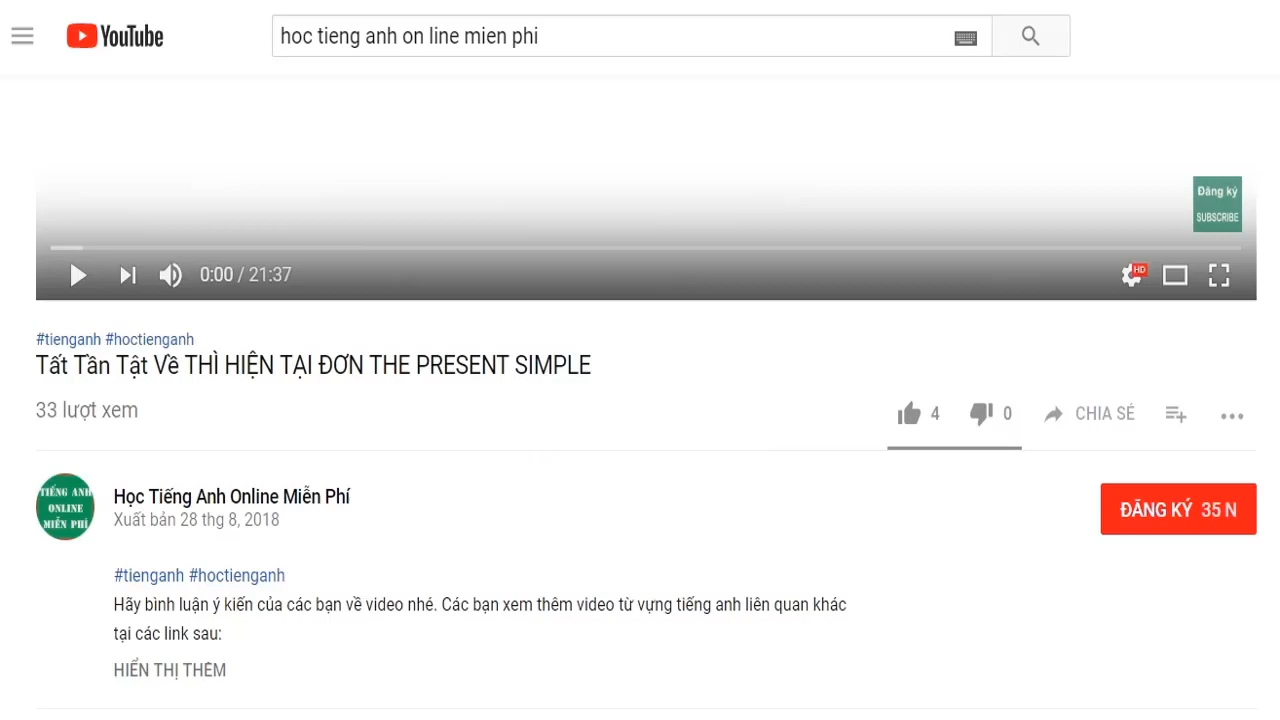 YouTube
hoc tieng anh on line mien phi
Đăng ký
SUBSCRIBE
0:00 / 21:37
HD
#tienganh #hoctienganh
Tất Tần Tật Về THÌ HIỆN TẠI ĐƠN THE PRESENT SIMPLE
33 lượt xem
4
0
CHIA SẺ
TIẾNG ANH
ONLINE
MIỄN PHÍ
Học Tiếng Anh Online Miễn Phí
Xuất bản 28 thg 8, 2018
ĐĂNG KÝ 35 N
#tienganh #hoctienganh
Hãy bình luận ý kiến của các bạn về video nhé. Các bạn xem thêm video từ vựng tiếng anh liên quan khác
tại các link sau:
HIỂN THỊ THÊM